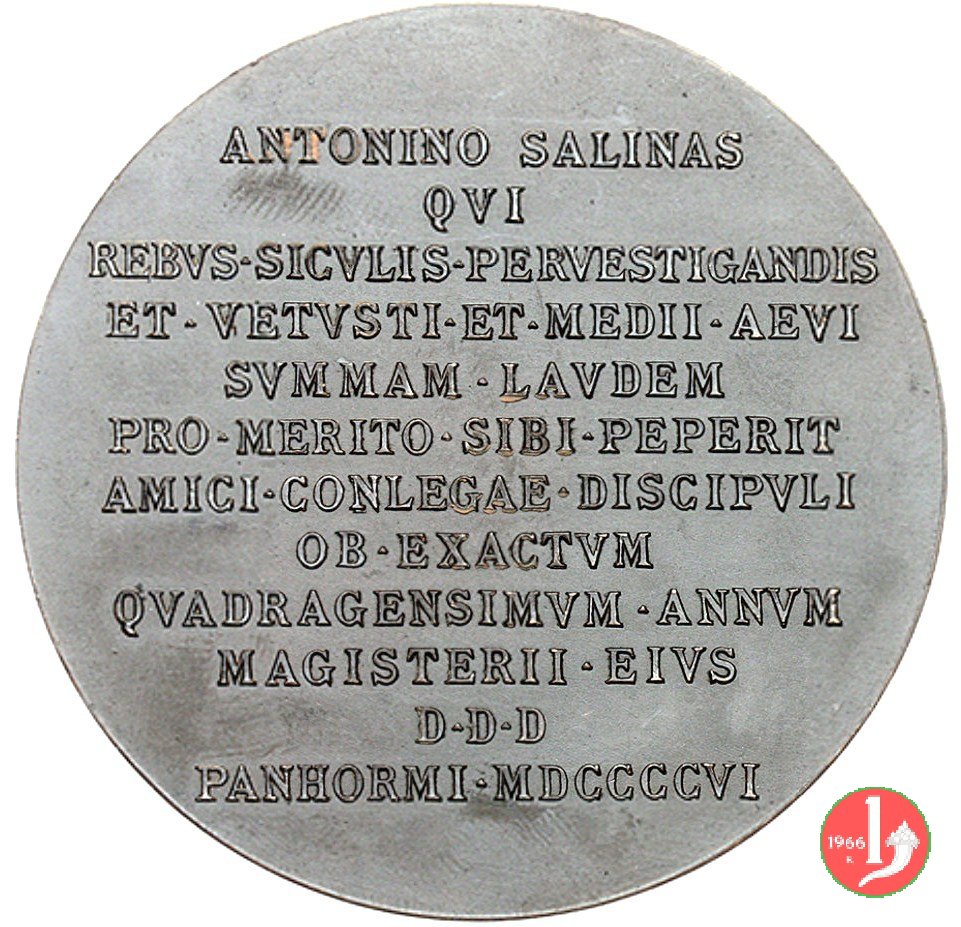 ANTONINO SALINAS
QVI
REBVS·SICVLIS·PERVESTIGANDIS
ET·VETVSTI·ET·MEDII·AEVI
SVMMAM·LAVDEM
PRO·MERITO·SIBI·PEPERIT
AMICI·CONLEGAE·DISCIPVLI
OB·EXACTVM
QVADRAGENSIMVM·ANNVM
MAGISTERII·EIVS
D·D·D
PANHORMI·MDCCCCVI
1966